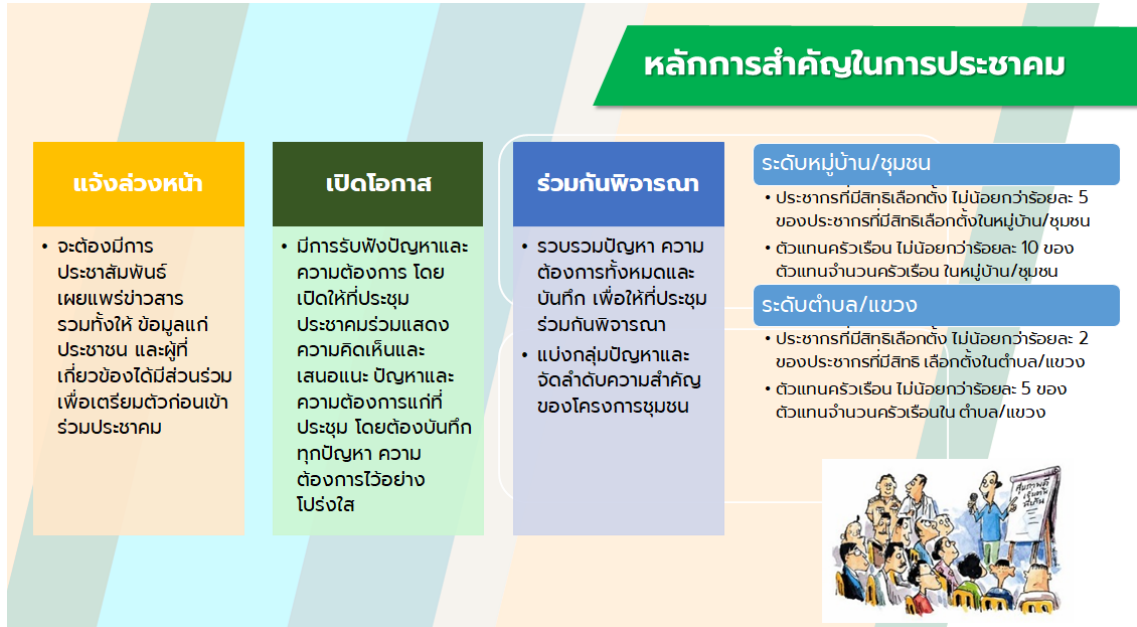 หลักการสำคัญในการประชาคม
แจ้งล่วงหน้า
• จะต้องมีการ
ประชาสัมพันธ์
เผยแพร่ข่าวสาร
รวมทั้งให้ ข้อมูลแก่
ประชาชน และผู้ที่
เกี่ยวข้องได้มีส่วนร่วม
เพื่อเตรียมตัวก่อนเข้า
ร่วมประชาคม
เปิดโอกาส
• มีการรับฟังปัญหาและ
ความต้องการ โดย
เปิดให้ที่ประชุม
ประชาคมร่วมแสดง
ความคิดเห็นและ
เสนอแนะ ปัญหาและ
ความต้องการแก่ที่
ประชุม โดยต้องบันทึก
ทุกปัญหา ความ
ต้องการไว้อย่าง
โปร่งใส
ร่วมกันพิจารณา
• รวบรวมปัญหา ความ
ต้องการทั้งหมดและ
บันทึก เพื่อให้ที่ประชุม
ร่วมกันพิจารณา
• แบ่งกลุ่มปัญหาและ
จัดลำดับความสำคัญ
ของโครงการชุมชน
ระดับหมู่บ้าน/ชุมชน
• ประชากรที่มีสิทธิเลือกตั้ง ไม่น้อยกว่าร้อยละ 5
ของประชากรที่มีสิทธิเลือกตั้งในหมู่บ้าน/ชุมชน
• ตัวแทนครัวเรือน ไม่น้อยกว่าร้อยละ 10 ของ
ตัวแทนจำนวนครัวเรือน ในหมู่บ้าน/ชุมชน
ระดับตำบล/แขวง
• ประชากรที่มีสิทธิเลือกตั้ง ไม่น้อยกว่าร้อยละ 2
ของประชากรที่มีสิทธิ เลือกตั้งในตำบล/แขวง
• ตัวแทนครัวเรือน ไม่น้อยกว่าร้อยละ 5 ของ
ตัวแทนจำนวนครัวเรือนใน ตำบล/แขวง